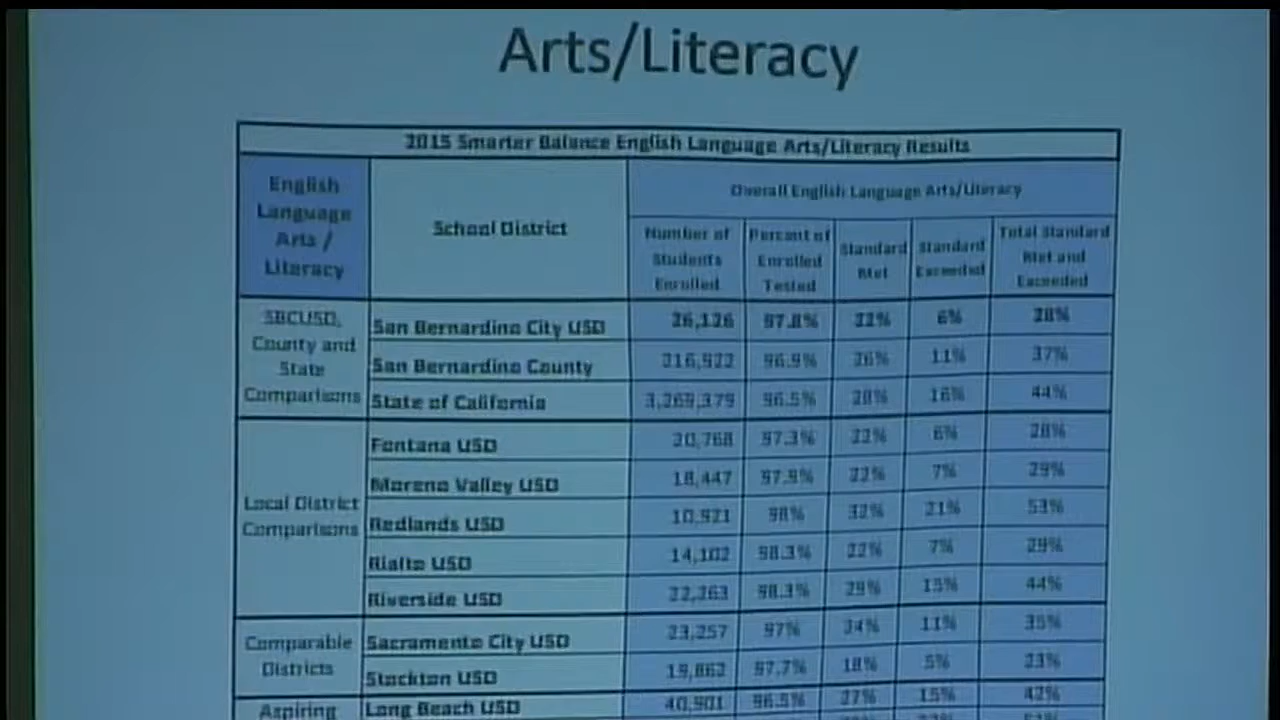 Arts/Literacy
2015 Smarter Balance English Language Arts/Literacy Results
English Language Arts / Literacy School District Overall English Language Arts/Literacy
Number of Students Enrolled Percent of Enrolled Tested Standard Met Standard Exceeded Total Standard Met and Exceeded
SBCUSD, County and State Comparisons
San Bernardino City USD 26,126 97.8% 22% 6% 28%
San Bernardino County 216,922 96.9% 26% 11% 37%
State of California 3,269,379 96.5% 28% 16% 44%
Local District Comparisons
Fontana USD 20,768 97.3% 22% 6% 28%
Moreno Valley USD 18,447 97.9% 22% 7% 29%
Redlands USD 10,921 98% 32% 21% 53%
Rialto USD 14,102 98.3% 22% 7% 29%
Riverside USD 22,263 98.3% 29% 15% 44%
Comparable Districts
Sacramento City USD 23,257 97% 24% 11% 35%
Stockton USD 19,862 97.7% 18% 5% 23%
Aspiring
Long Beach USD 40,901 96.5% 27% 15% 42%